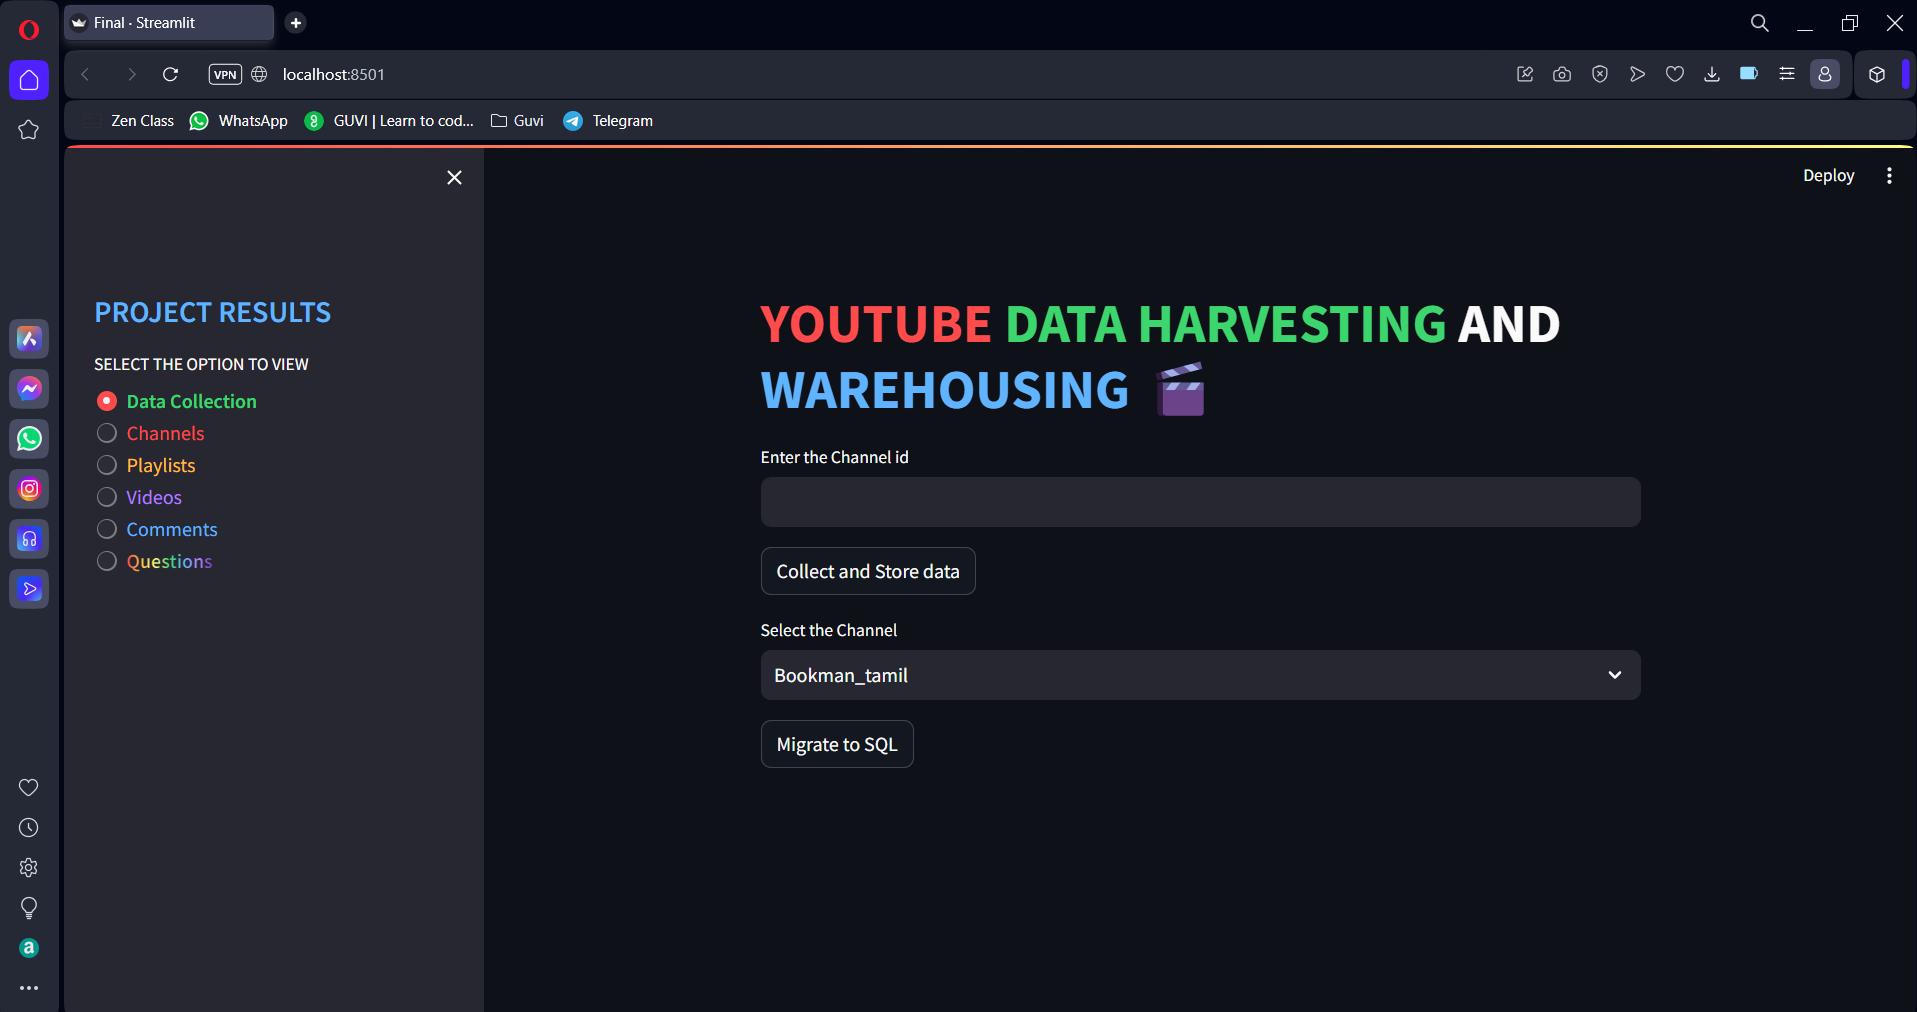 Final · Streamlit
VPN localhost:8501
Zen Class WhatsApp GUVI | Learn to cod... Guvi Telegram
Deploy
PROJECT RESULTS
SELECT THE OPTION TO VIEW
Data Collection
Channels
Playlists
Videos
Comments
Questions
YOUTUBE DATA HARVESTING AND
WAREHOUSING
Enter the Channel id
Collect and Store data
Select the Channel
Bookman_tamil
Migrate to SQL
a